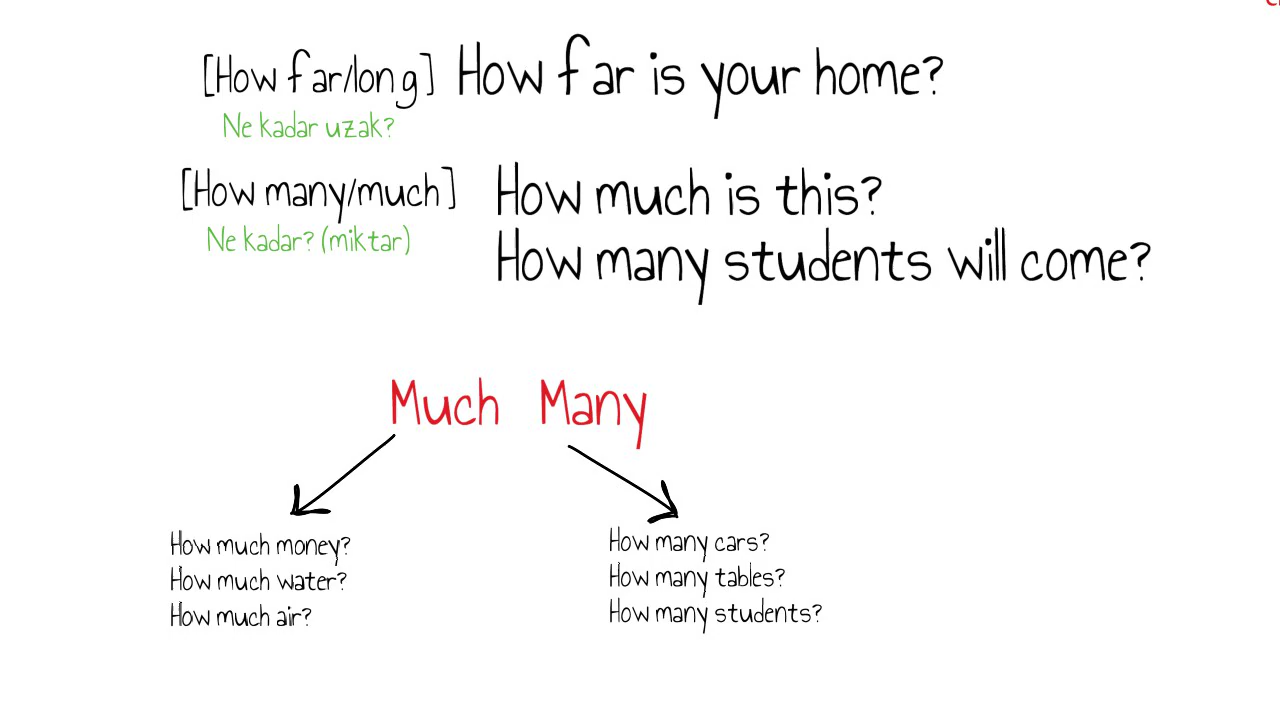 [How far/long] How far is your home?
Ne kadar uzak?
[How many/much] How much is this?
Ne kadar? (miktar)
How many students will come?
Much Many
How much money?
How much water?
How much air?
How many cars?
How many tables?
How many students?